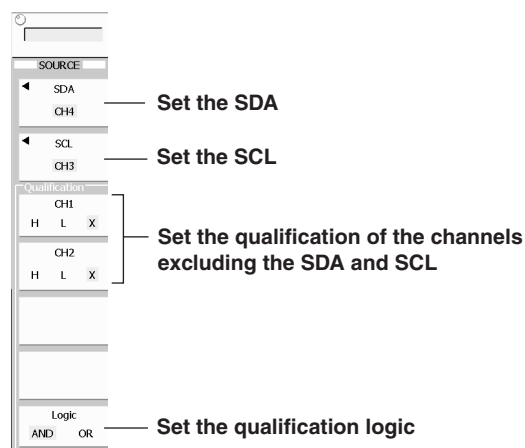 SOURCE
SDA
CH4
Set the SDA
SCL
CH3
Set the SCL
Qualification
CH1
H L X
CH2
H L X
Set the qualification of the channels
excluding the SDA and SCL
Logic
AND OR
Set the qualification logic